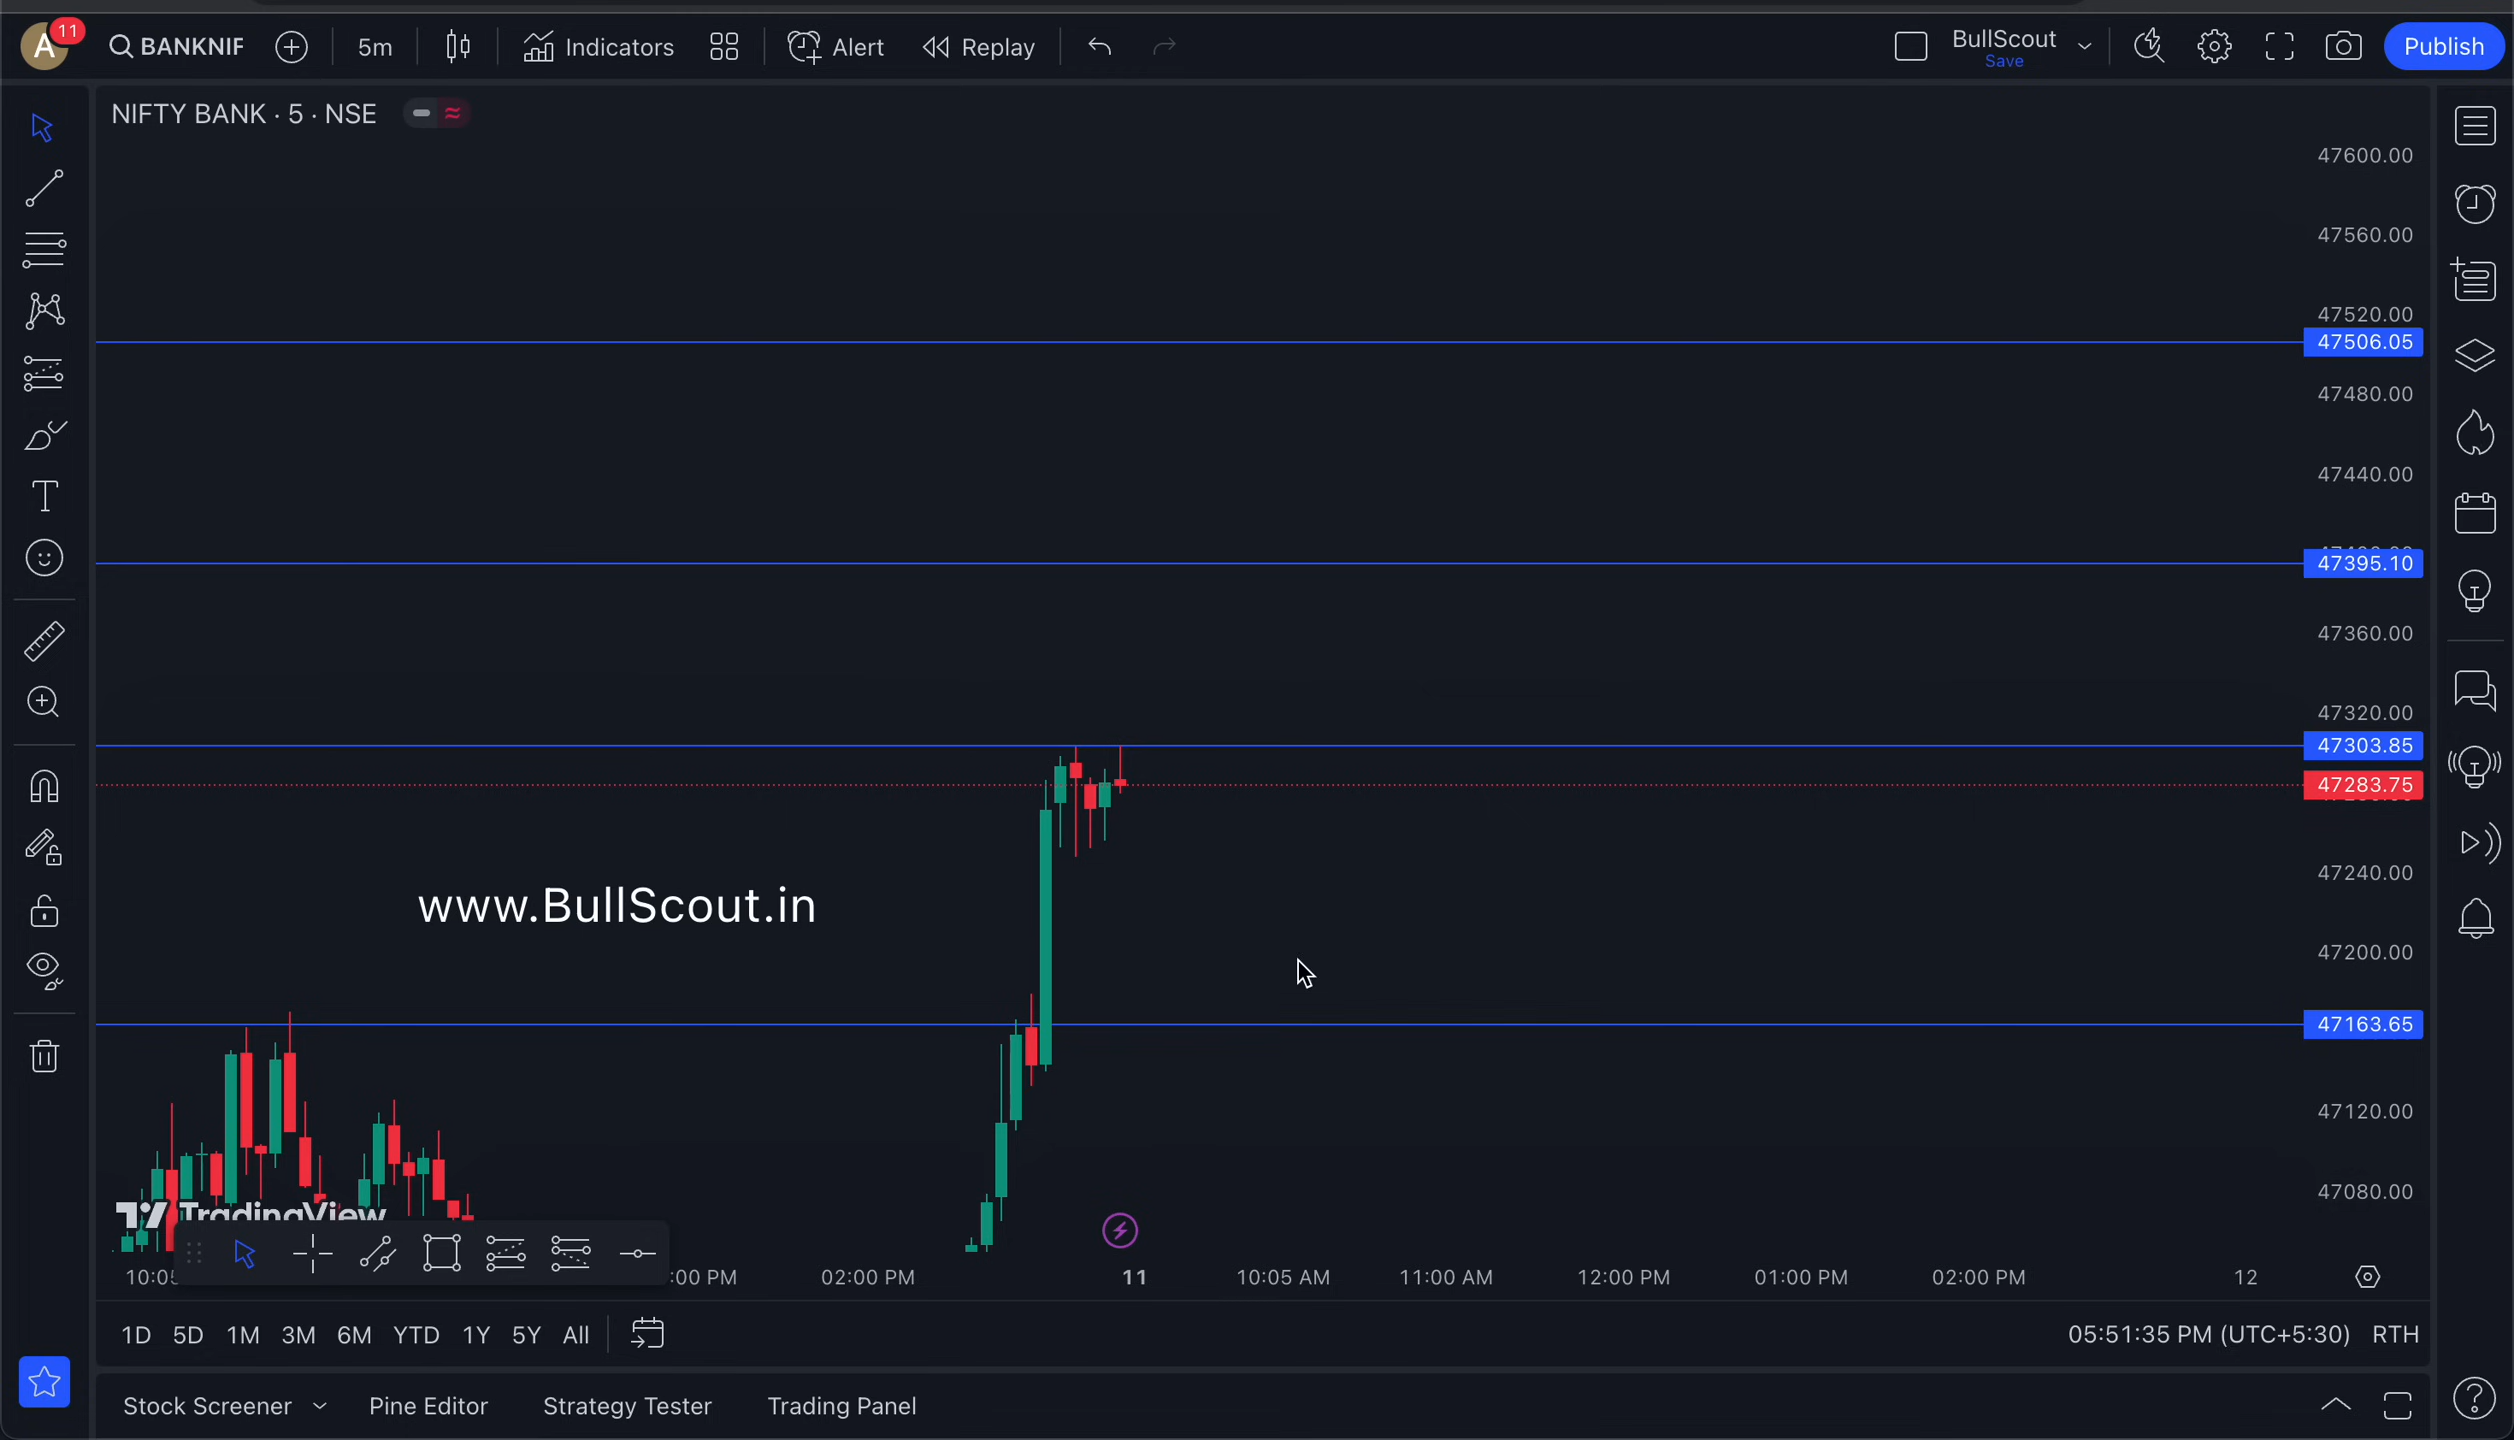 A 11 BANKNIF 5m Indicators Alert Replay BullScout Publish
Save
NIFTY BANK · 5 · NSE
47600.00
47560.00
47520.00
47506.05
47480.00
47440.00
47395.10
47360.00
47320.00
47303.85
47283.75
47240.00
www.BullScout.in
47200.00
47163.65
47120.00
47080.00
TradingView
10:05 :00 PM 02:00 PM 11 10:05 AM 11:00 AM 12:00 PM 01:00 PM 02:00 PM 12
1D 5D 1M 3M 6M YTD 1Y 5Y All 05:51:35 PM (UTC+5:30) RTH
Stock Screener Pine Editor Strategy Tester Trading Panel